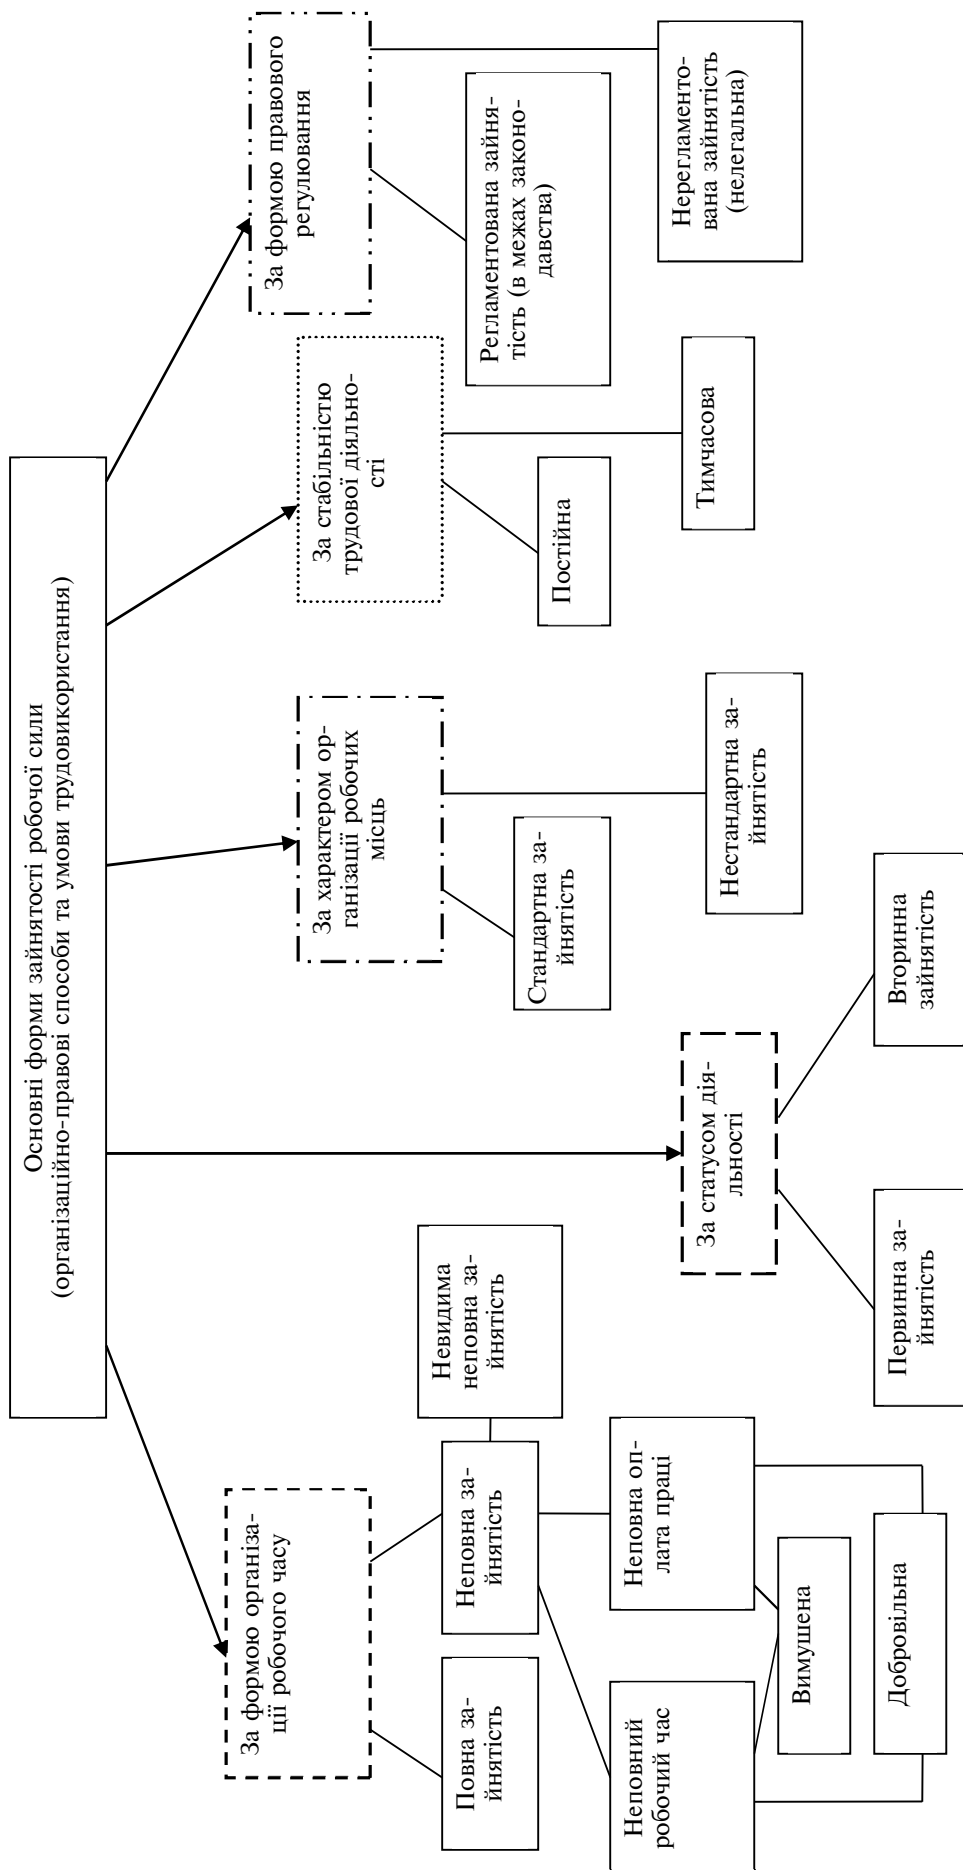 Основні форми зайнятості робочої сили
(організаційно-правові способи та умови трудовикористання)
За формою організа-
ції робочого часу
Повна за-
йнятість
Неповна за-
йнятість
Невидима
неповна за-
йнятість
Неповний
робочий час
Неповна оп-
лата праці
Вимушена
Добровільна
За статусом дія-
льності
Первинна за-
йнятість
Вторинна
зайнятість
За характером ор-
ганізації робочих
місць
Стандартна за-
йнятість
Нестандартна за-
йнятість
За стабільністю
трудової діяльно-
сті
Постійна
Тимчасова
За формою правового
регулювання
Регламентована зайня-
тість (в межах законо-
давства)
Нерегламенто-
вана зайнятість
(нелегальна)